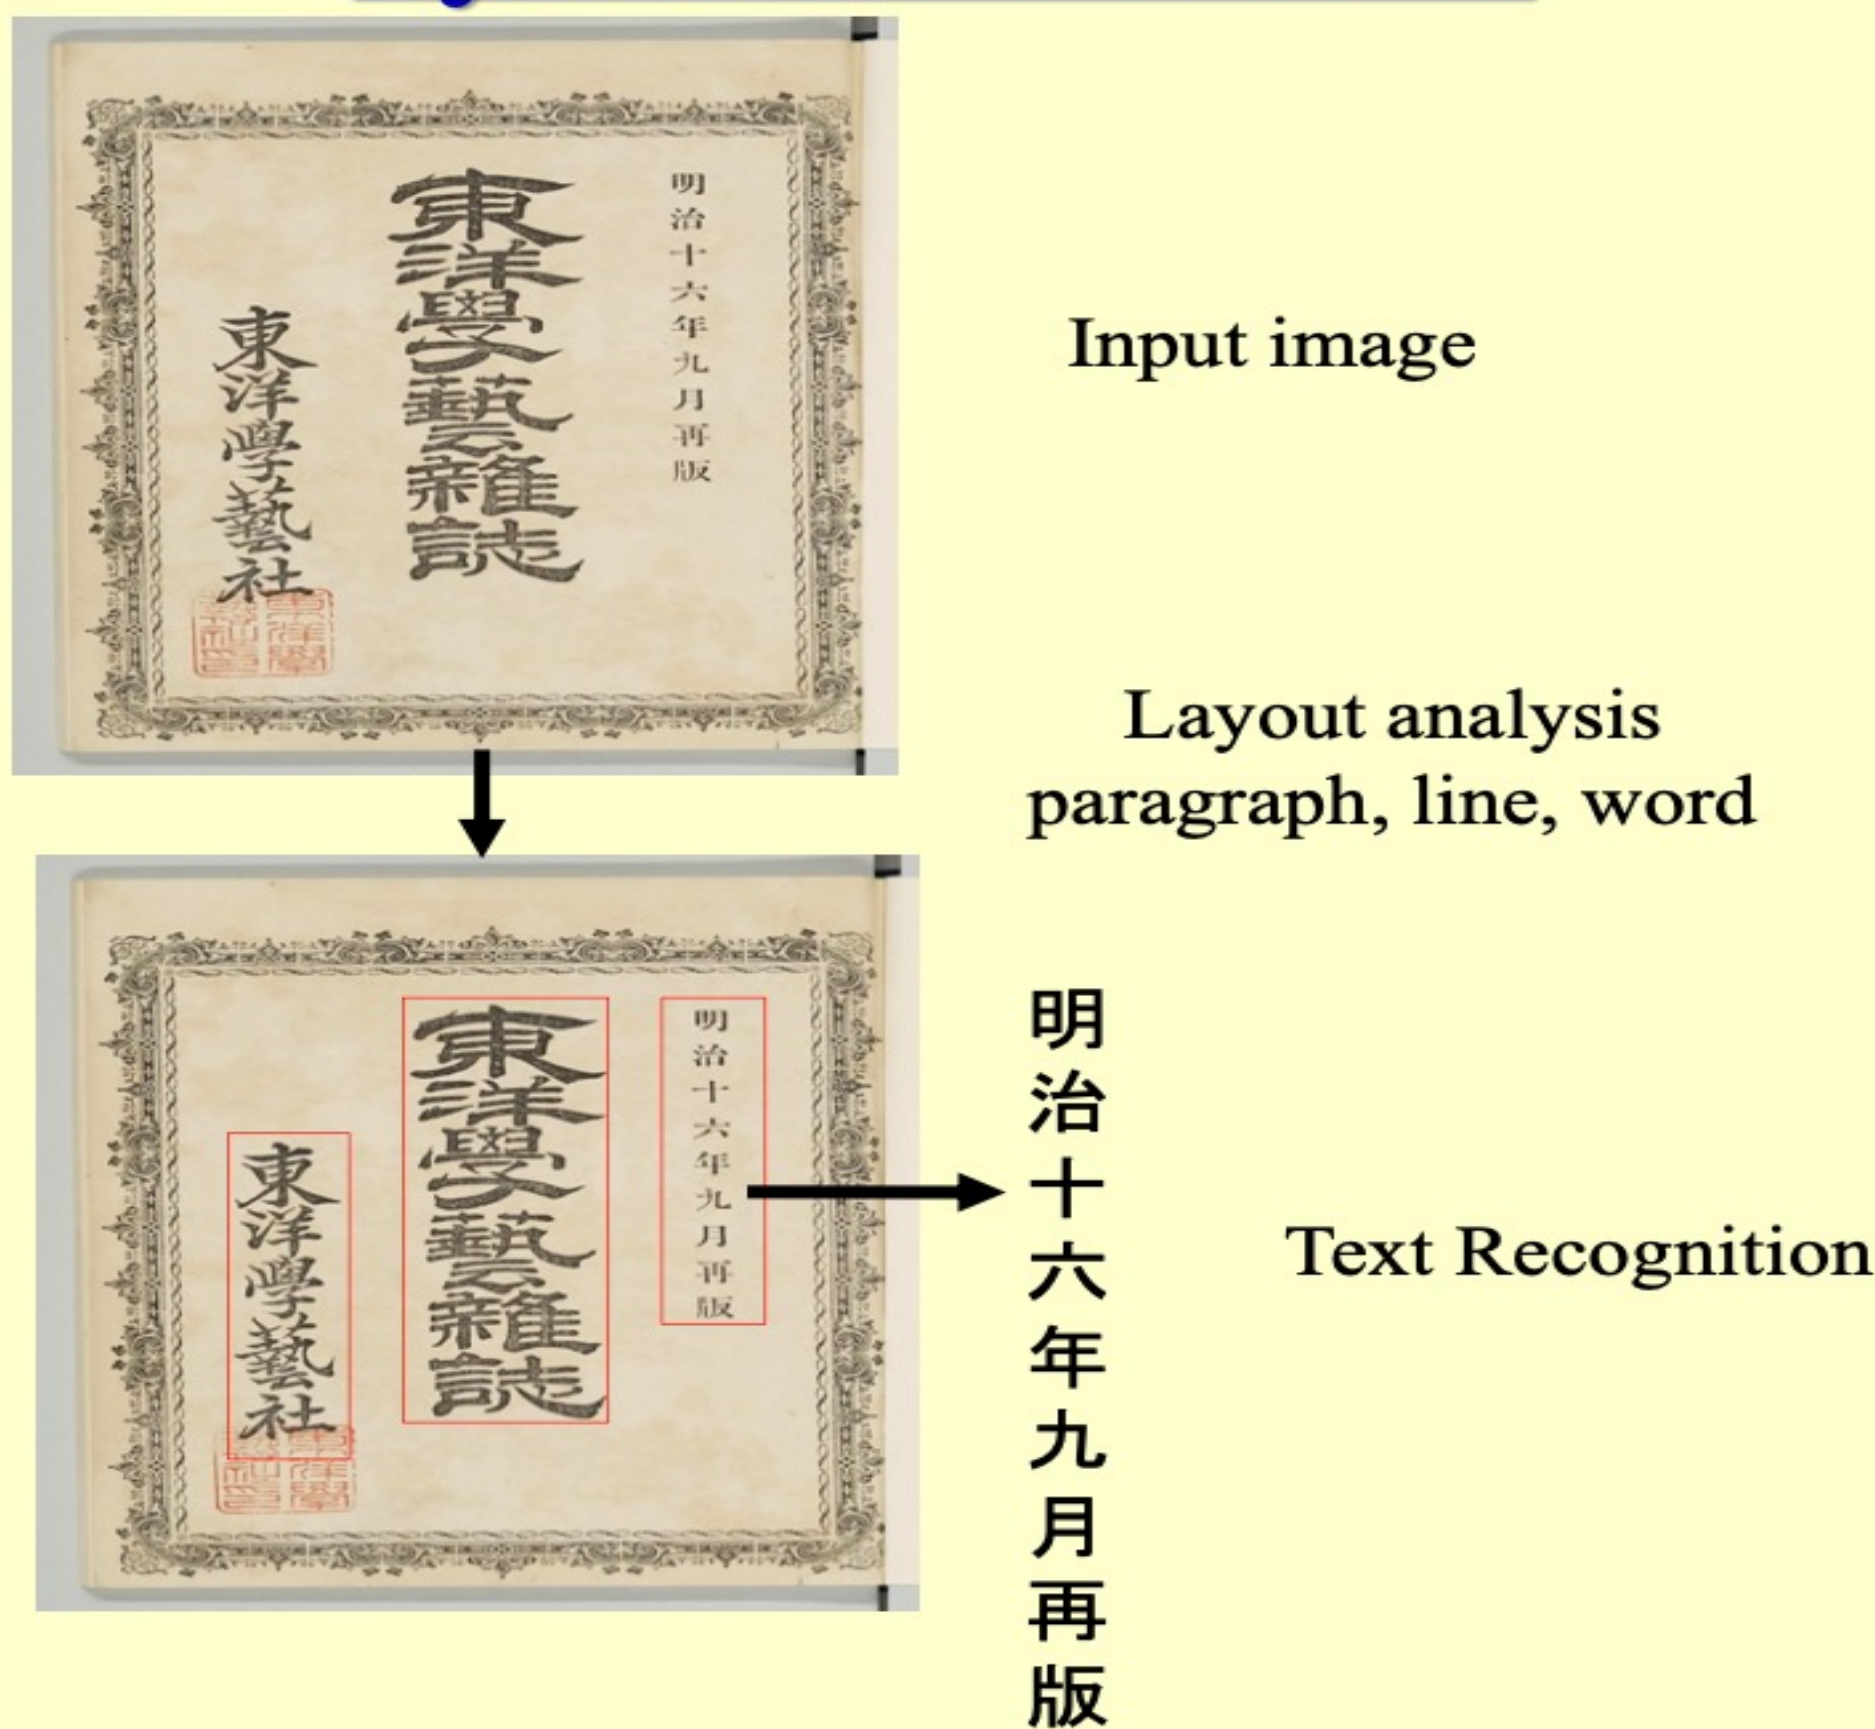 明治十六年九月再版
東洋學藝雜誌
東洋學藝社
Input image
Layout analysis
paragraph, line, word
明治十六年九月再版
東洋學藝雜誌
東洋學藝社
明治十六年九月再版
Text Recognition